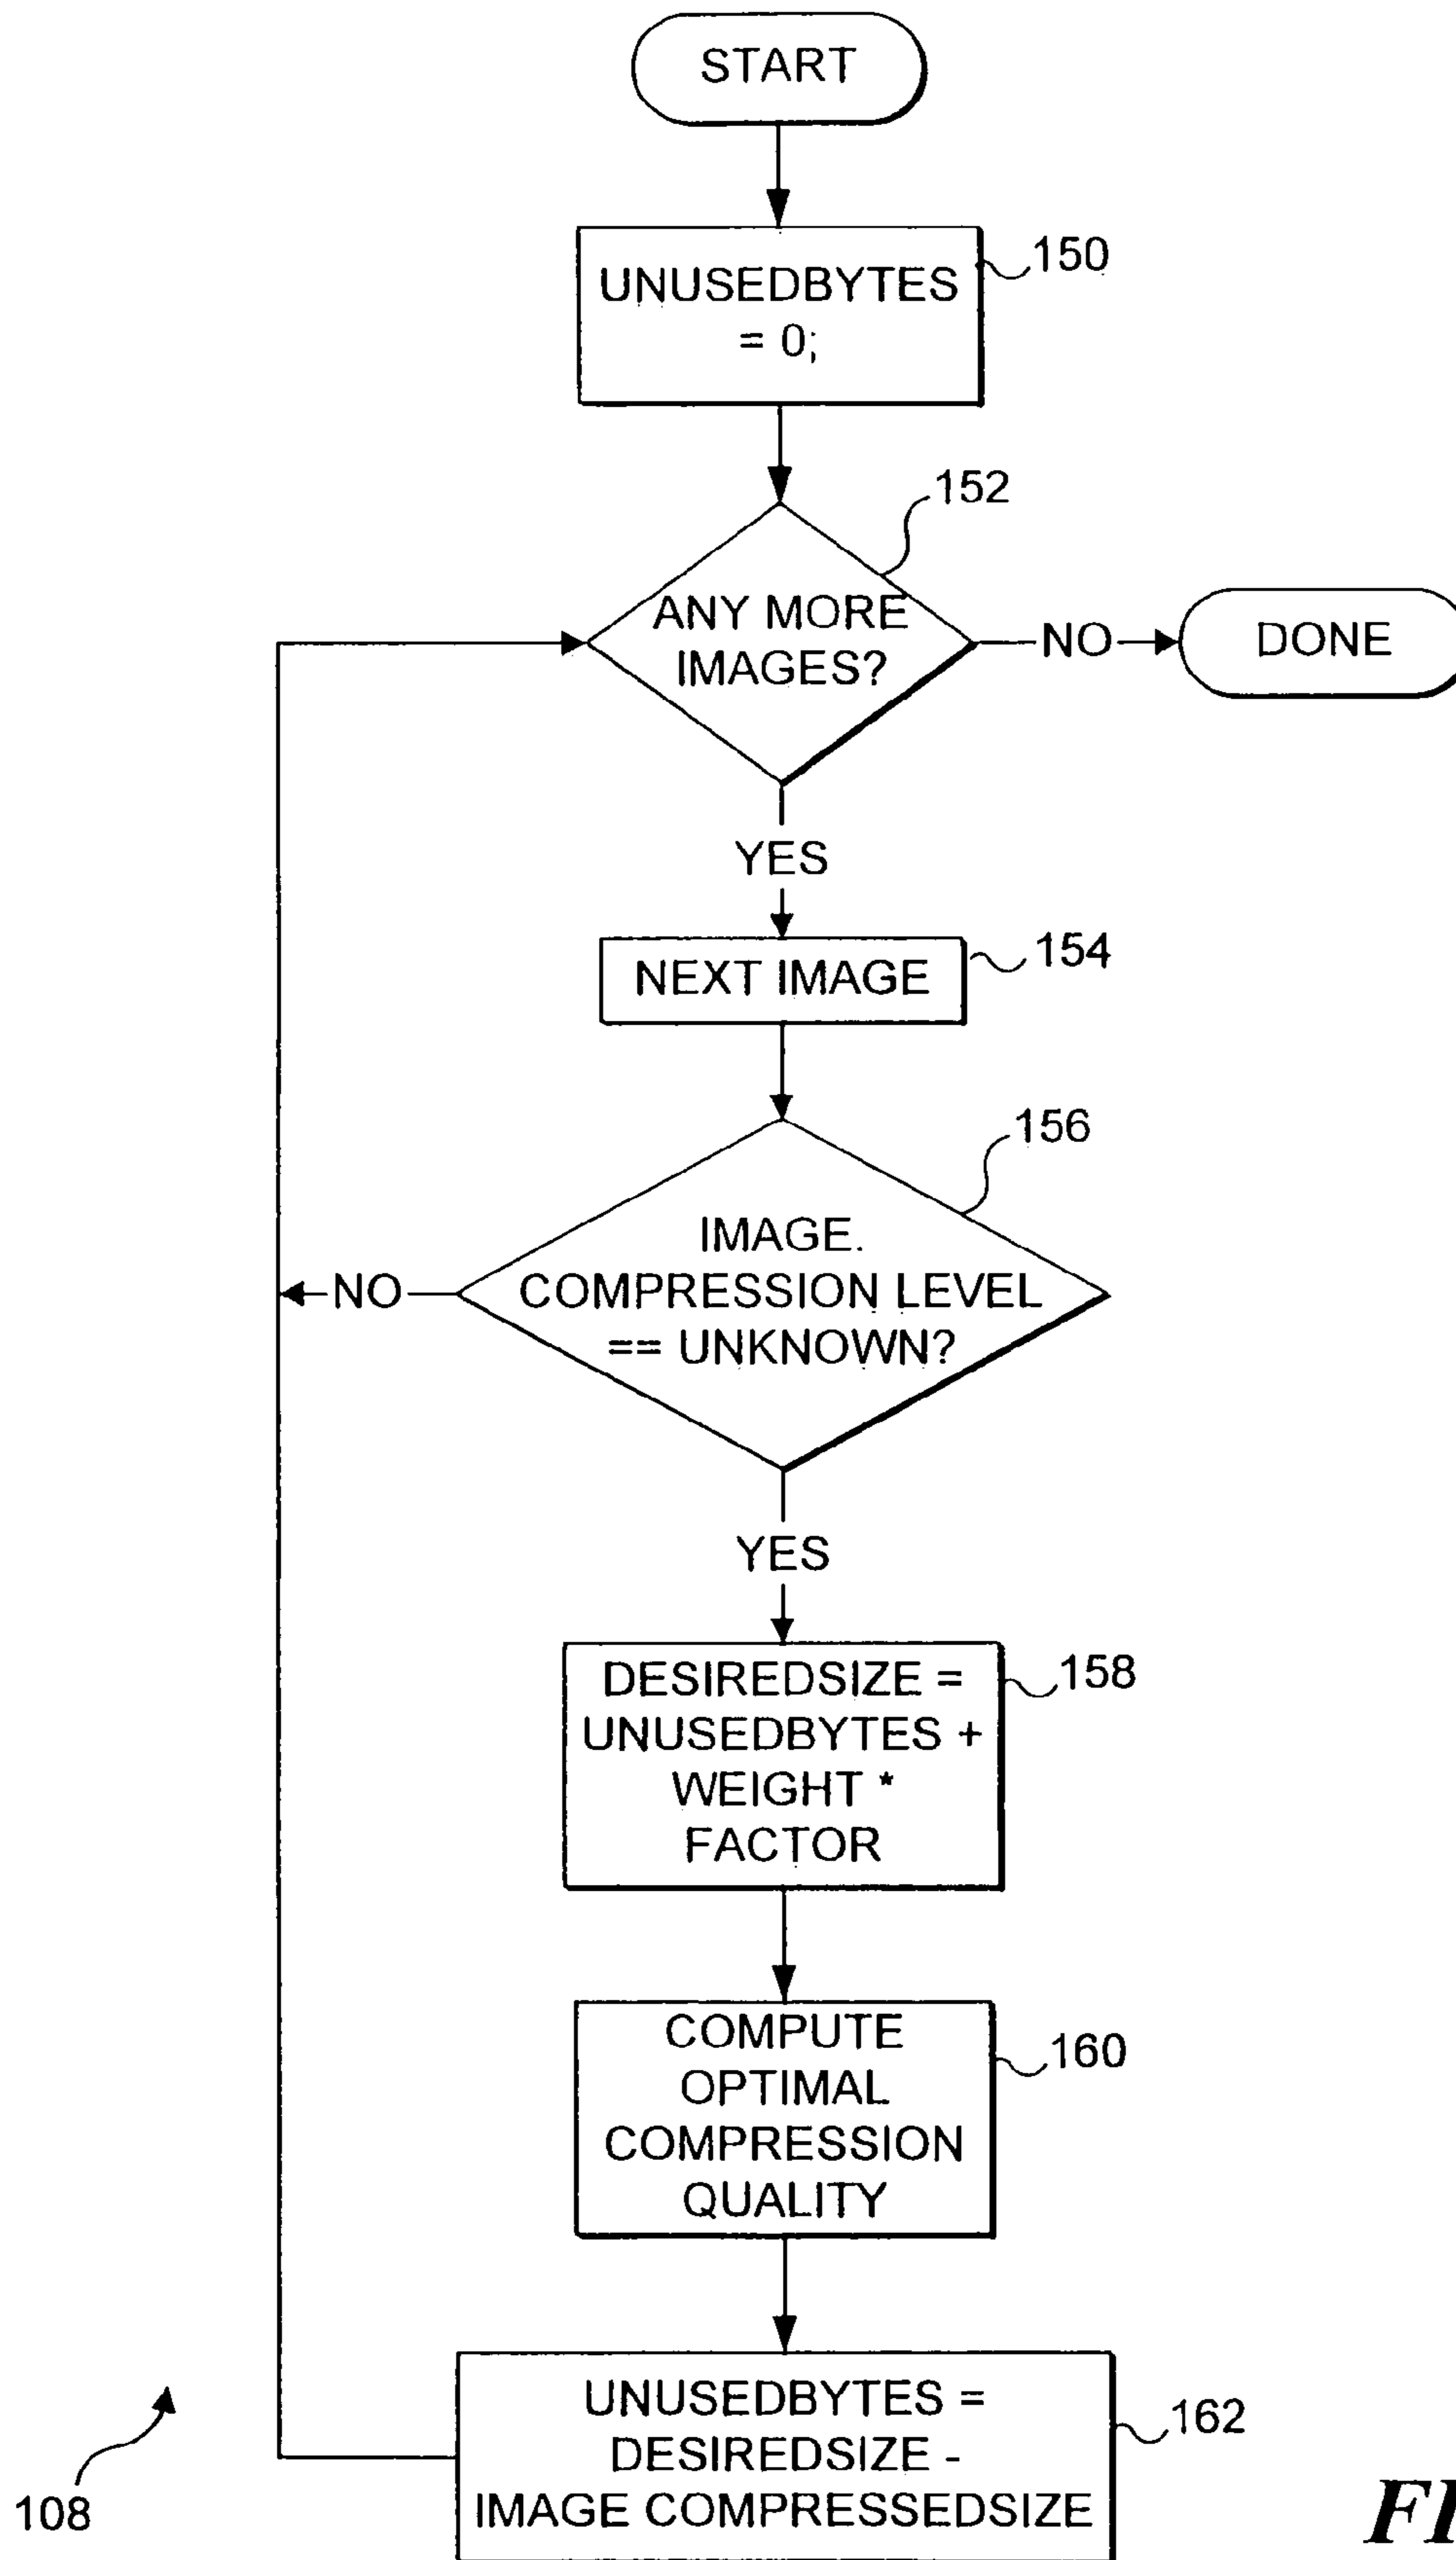 START
UNUSEDBYTES
= 0;
150
152
ANY MORE
IMAGES?
NO
DONE
YES
NEXT IMAGE
154
156
IMAGE.
COMPRESSION LEVEL
== UNKNOWN?
NO
YES
DESIREDSIZE =
UNUSEDBYTES +
WEIGHT *
FACTOR
158
COMPUTE
OPTIMAL
COMPRESSION
QUALITY
160
UNUSEDBYTES =
DESIREDSIZE -
IMAGE COMPRESSEDSIZE
162
108